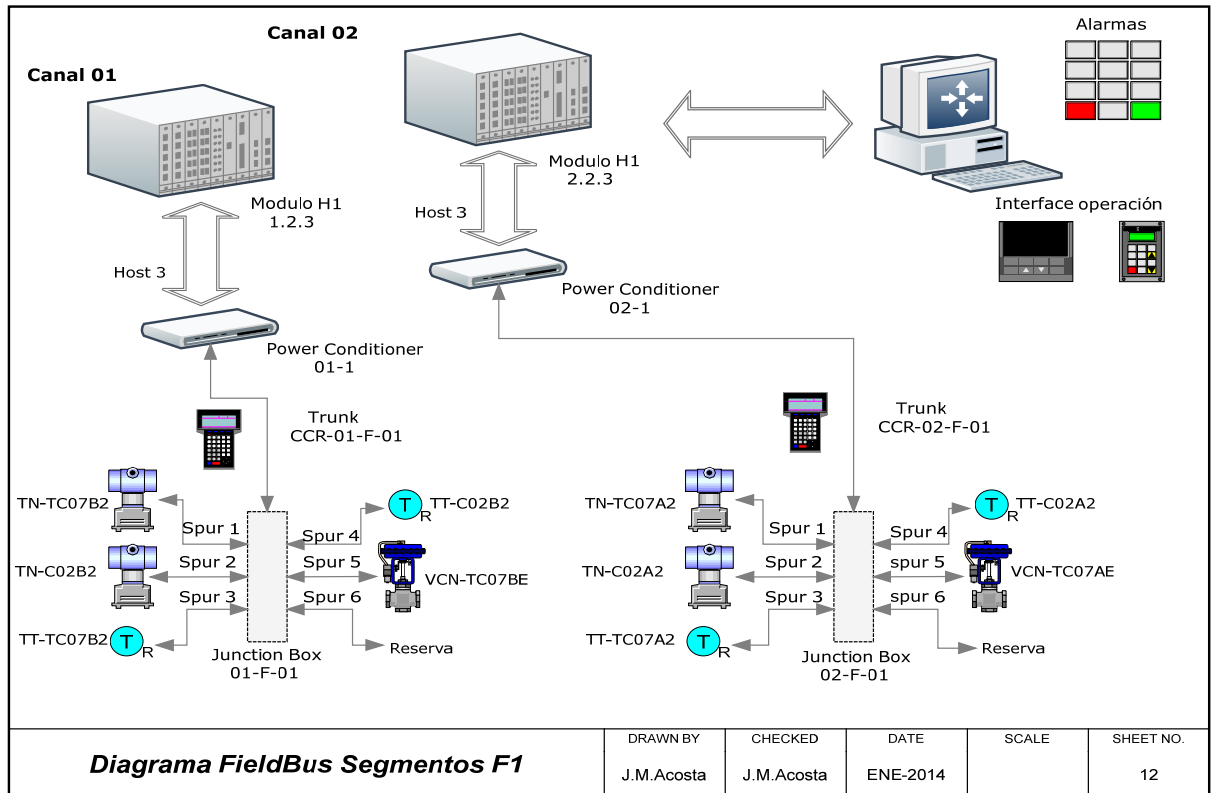 Canal 02
Alarmas
Canal 01
Modulo H1
2.2.3
Modulo H1
1.2.3
Host 3
Interface operación
Host 3
Power Conditioner
02-1
Power Conditioner
01-1
Trunk
CCR-01-F-01
Trunk
CCR-02-F-01
TN-TC07B2
Spur 1
Spur 4
TT-C02B2
T
R
TN-C02B2
Spur 2
Spur 5
VCN-TC07BE
TT-TC07B2
T
R
Spur 3
Spur 6
Reserva
Junction Box
01-F-01
TN-TC07A2
Spur 1
Spur 4
TT-C02A2
T
R
TN-C02A2
Spur 2
spur 5
VCN-TC07AE
TT-TC07A2
T
R
Spur 3
spur 6
Reserva
Junction Box
02-F-01
Diagrama FieldBus Segmentos F1
DRAWN BY
J.M.Acosta
CHECKED
J.M.Acosta
DATE
ENE-2014
SCALE
SHEET NO.
12